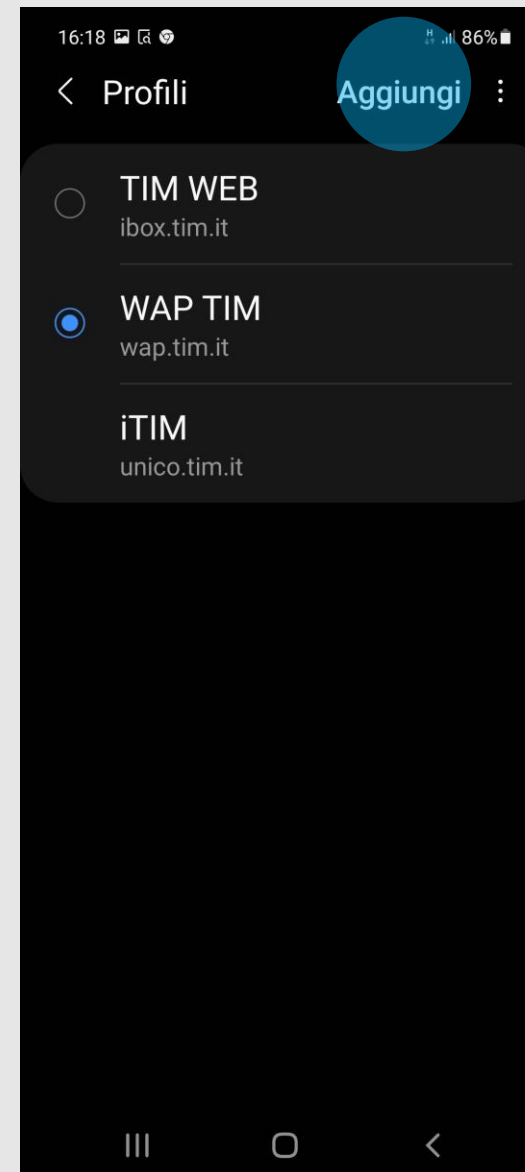 16:18 H 86%
Profili Aggiungi
TIM WEB
ibox.tim.it
WAP TIM
wap.tim.it
iTIM
unico.tim.it